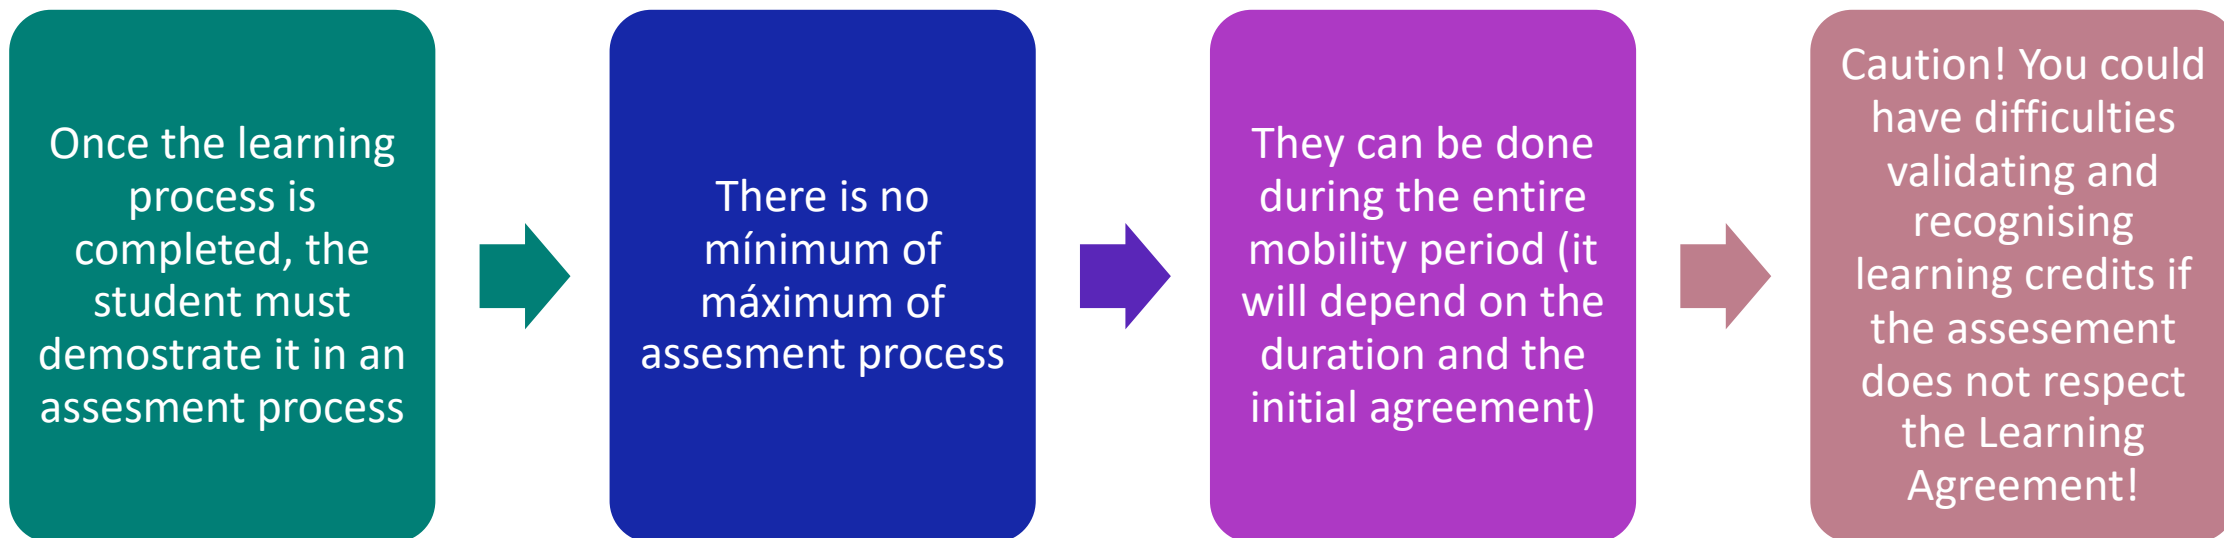 Once the learning
process is
completed, the
student must
demostrate it in an
assesment process
There is no
mínimum of
máximum of
assesment process
They can be done
during the entire
mobility period (it
will depend on the
duration and the
initial agreement)
Caution! You could
have difficulties
validating and
recognising
learning credits if
the assesement
does not respect
the Learning
Agreement!